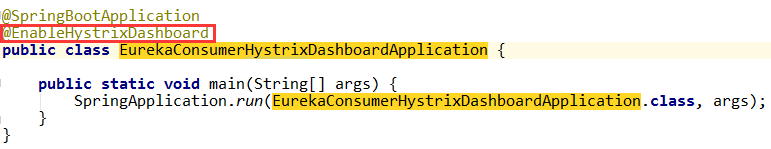 @SpringBootApplication
@EnableHystrixDashboard
public class EurekaConsumerHystrixDashboardApplication {
public static void main(String[] args) {
SpringApplication.run(EurekaConsumerHystrixDashboardApplication.class, args);
}
}